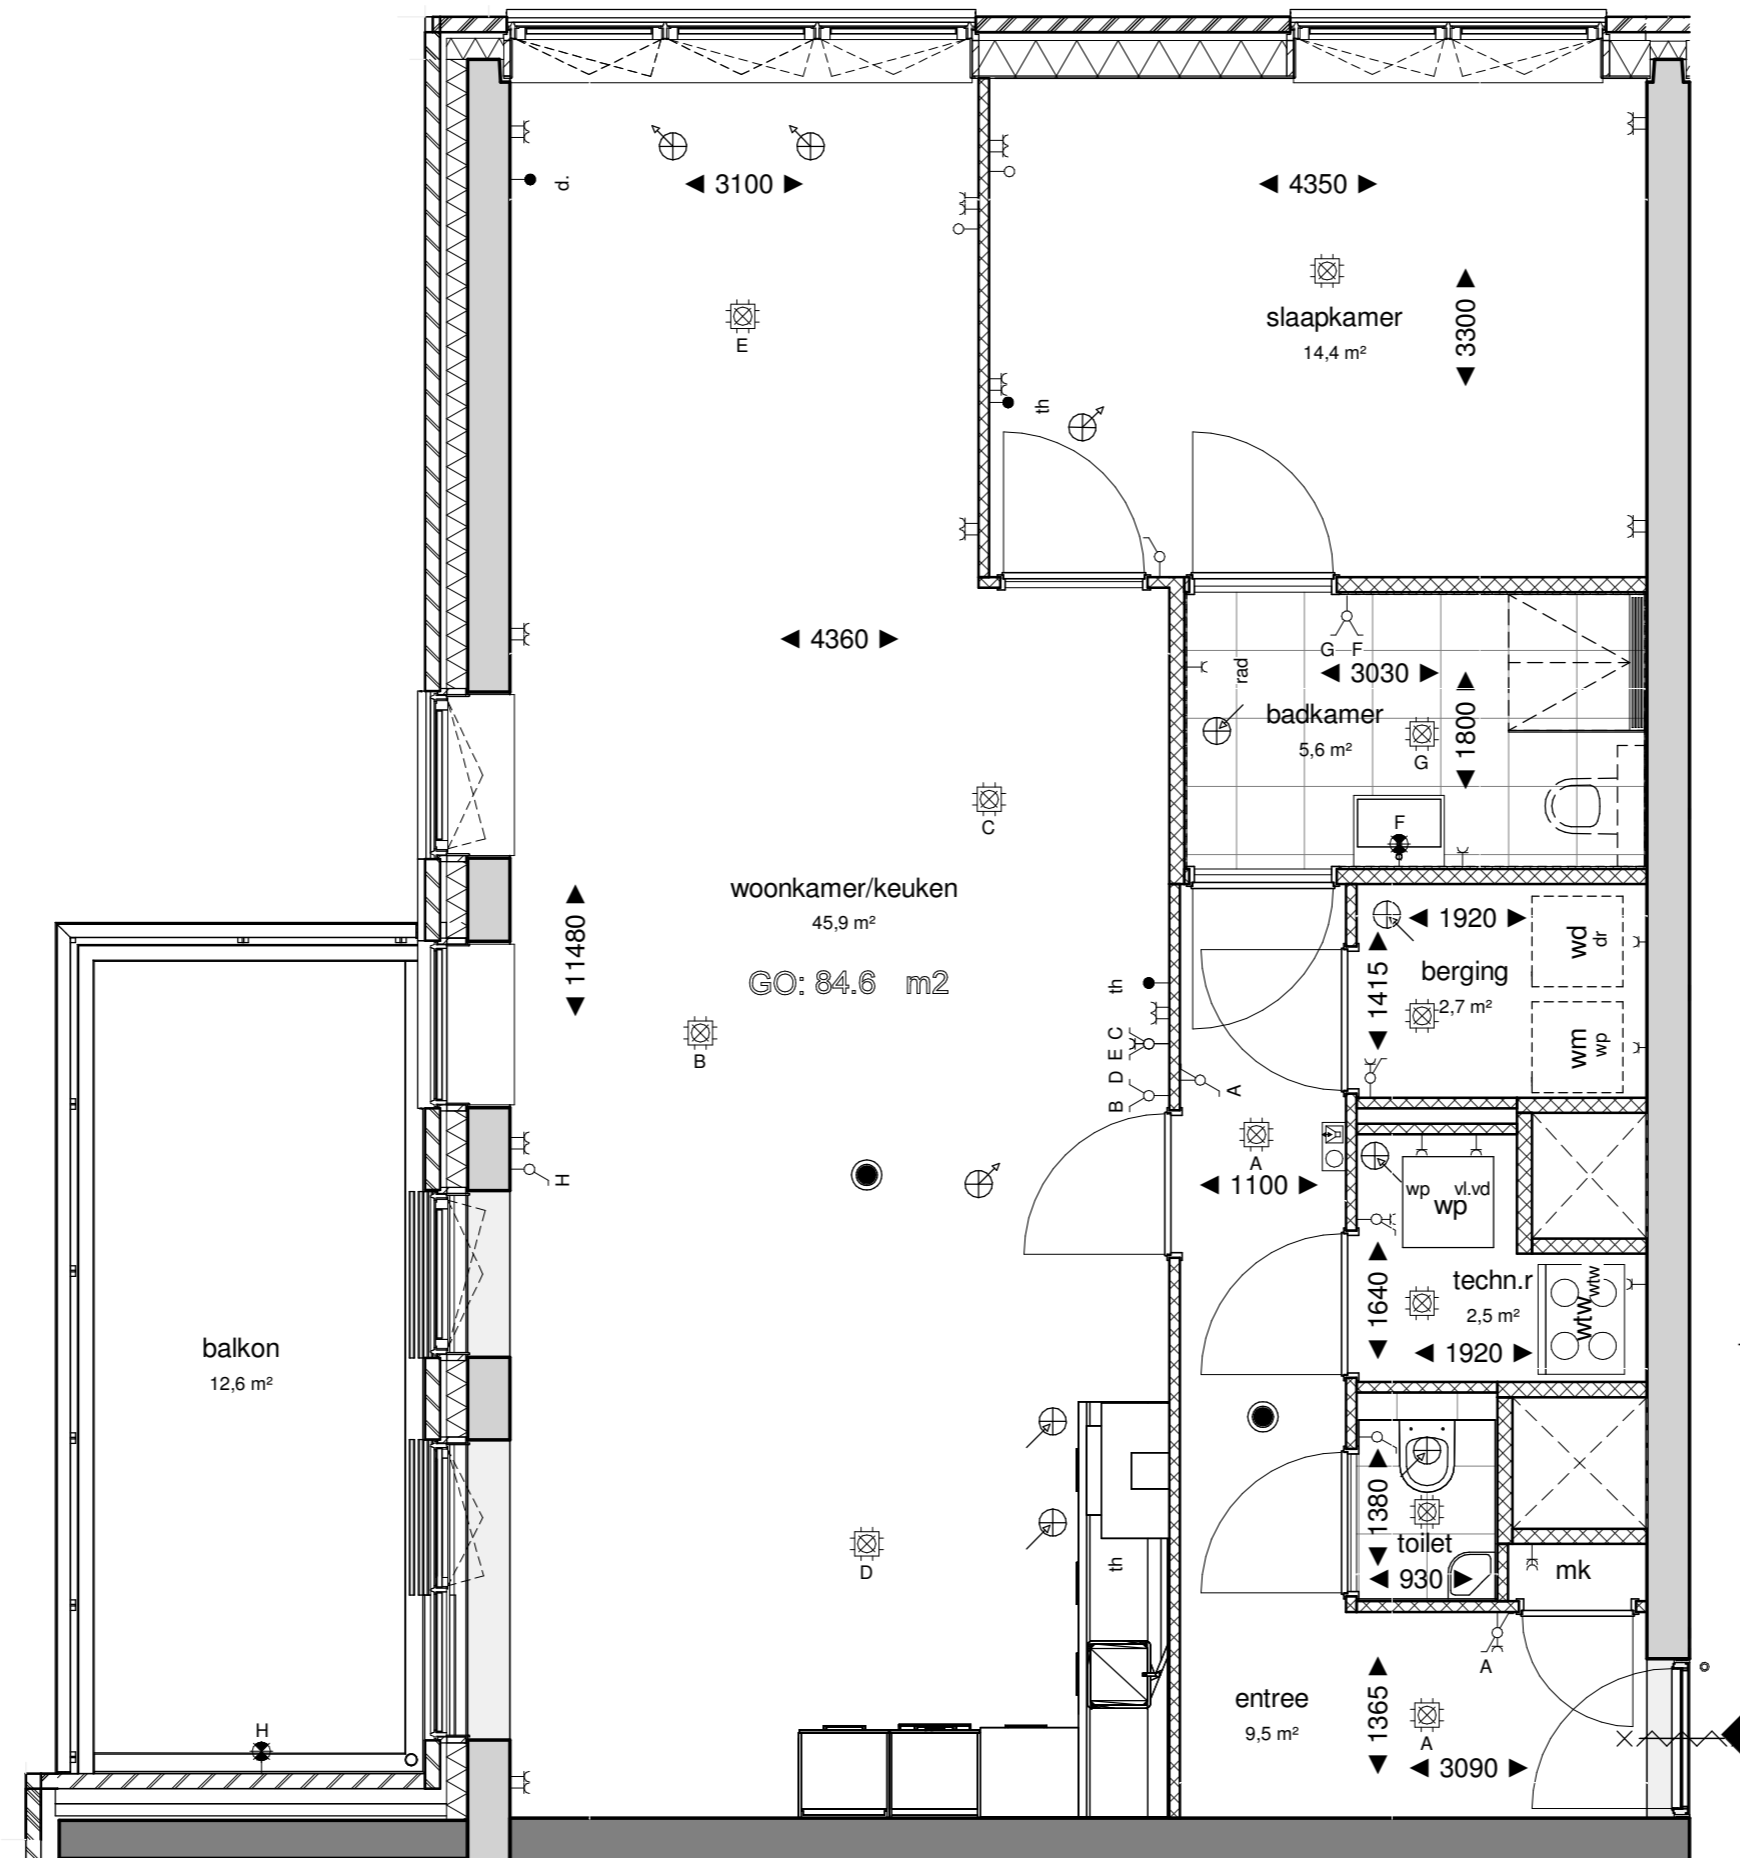 d.
3100
4350
slaapkamer
14,4 m²
3300
E
th
4360
G F
3030
rad
badkamer
5,6 m²
1800
G
F
C
woonkamer/keuken
45,9 m²
GO: 84.6 m2
11480
B
th
B D E C
A
1920
1415
berging
2,7 m²
wd
dr
wm
wp
A
1100
wp
vl.vd
wp
H
1640
techn.r
2,5 m²
1920
wtw
wtw
balkon
12,6 m²
1380
toilet
930
mk
th
D
A
entree
9,5 m²
1365
A
3090
H